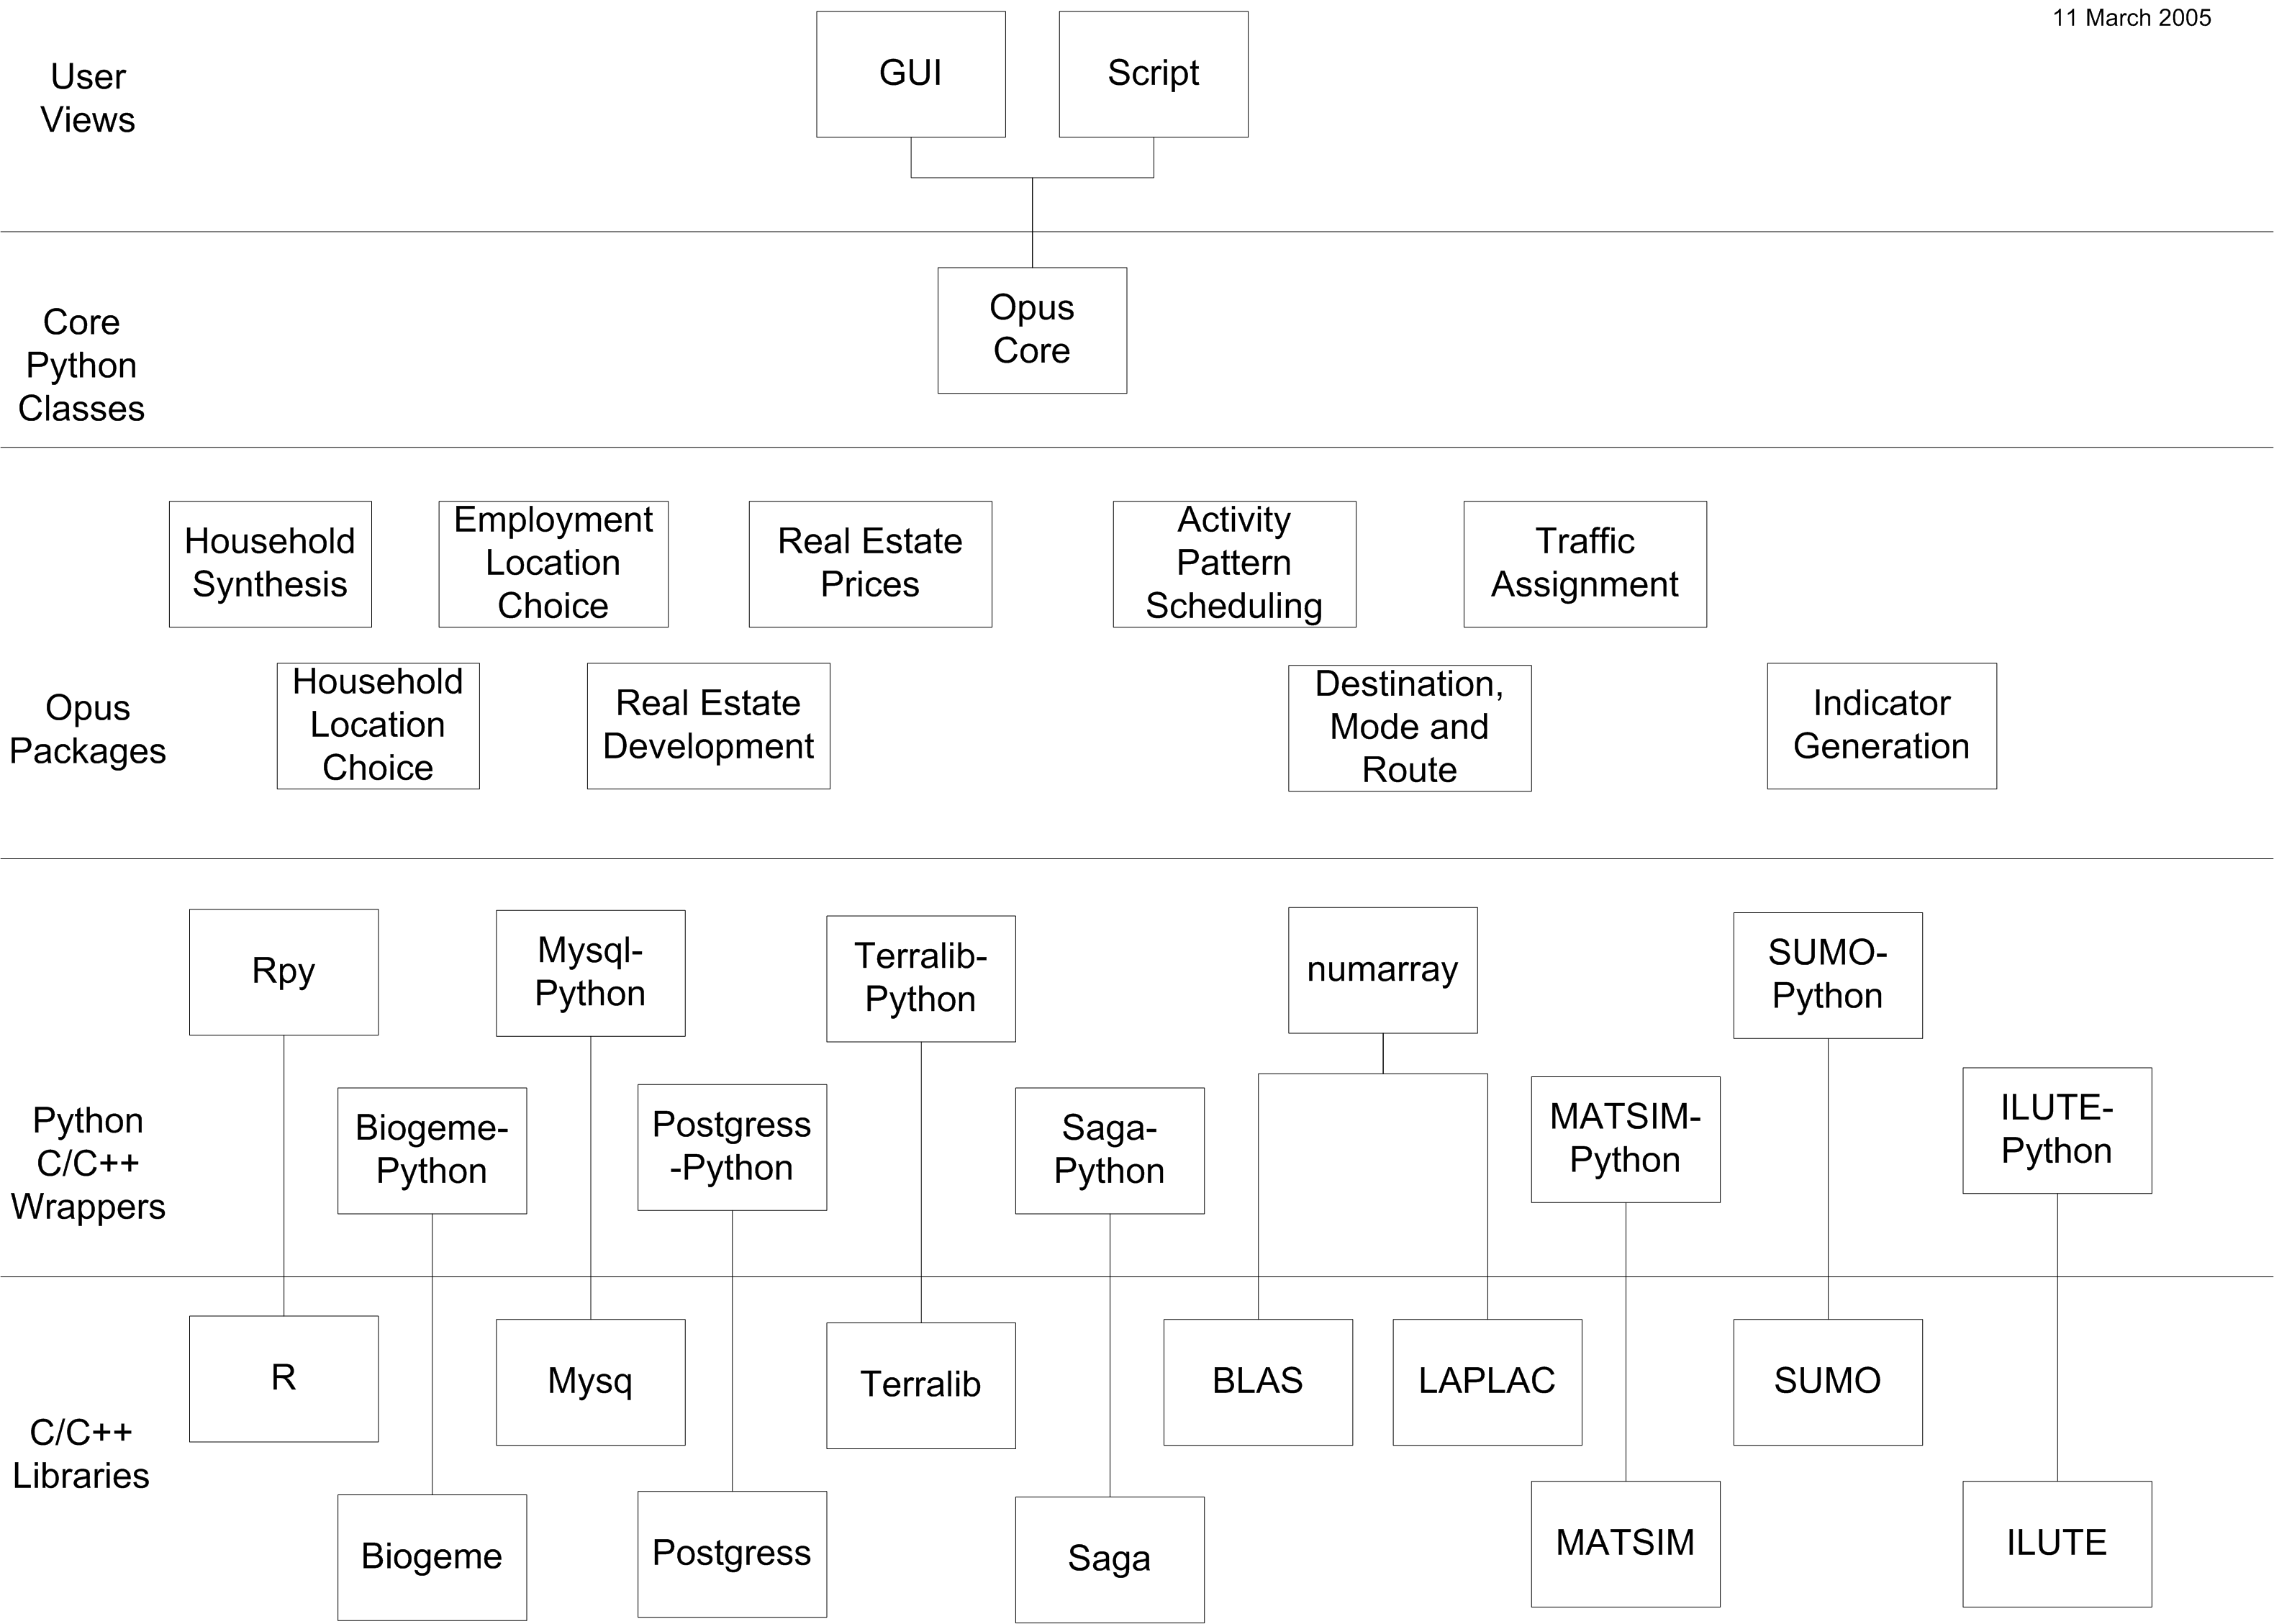 11 March 2005
User
Views
GUI
Script
Core
Python
Classes
Opus
Core
Opus
Packages
Household
Synthesis
Employment
Location
Choice
Real Estate
Prices
Activity
Pattern
Scheduling
Traffic
Assignment
Household
Location
Choice
Real Estate
Development
Destination,
Mode and
Route
Indicator
Generation
Python
C/C++
Wrappers
Rpy
Mysql-
Python
Terralib-
Python
numarray
SUMO-
Python
Biogeme-
Python
Postgress
-Python
Saga-
Python
MATSIM-
Python
ILUTE-
Python
C/C++
Libraries
R
Mysq
Terralib
BLAS
LAPLAC
SUMO
Biogeme
Postgress
Saga
MATSIM
ILUTE